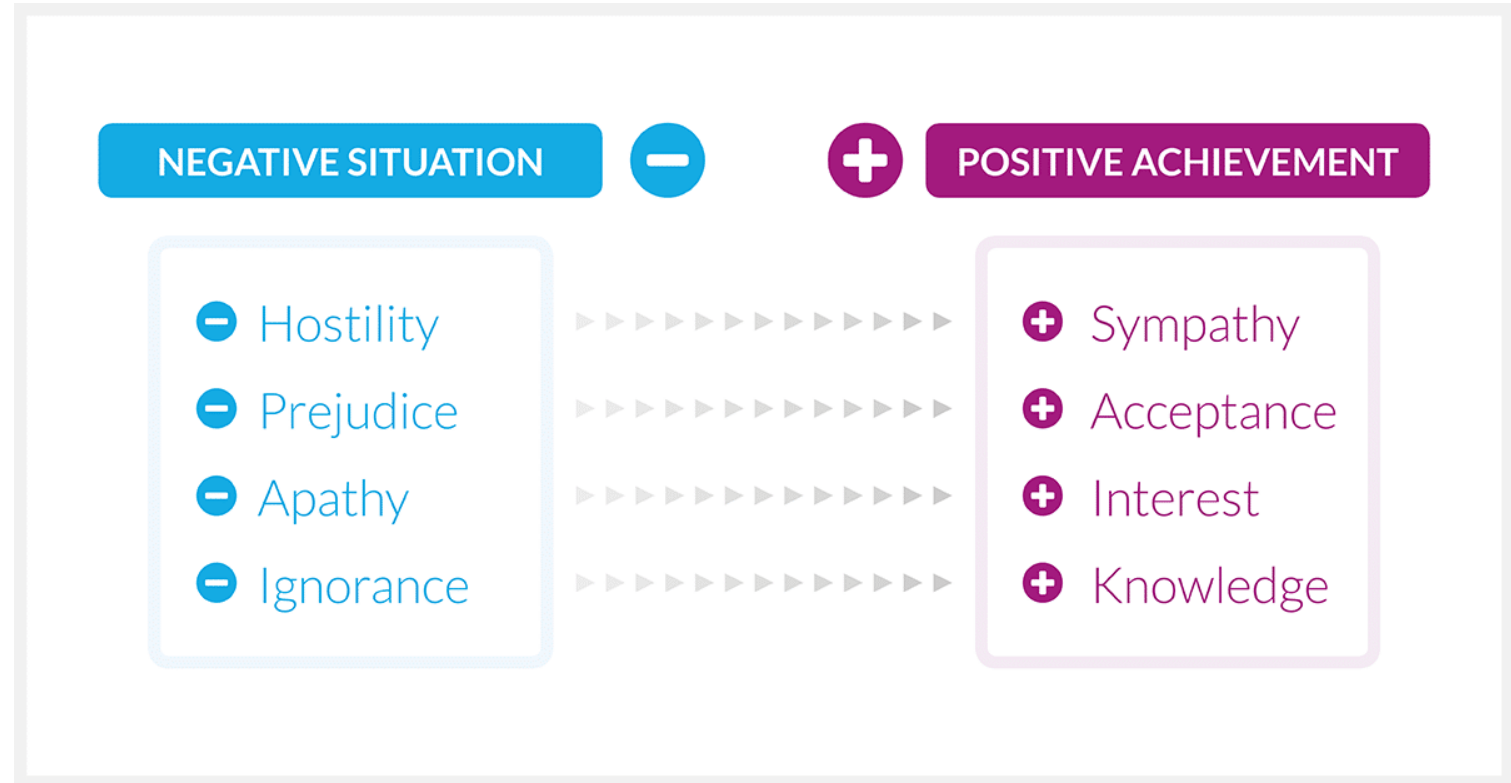 NEGATIVE SITUATION
POSITIVE ACHIEVEMENT
Hostility
Prejudice
Apathy
Ignorance
Sympathy
Acceptance
Interest
Knowledge